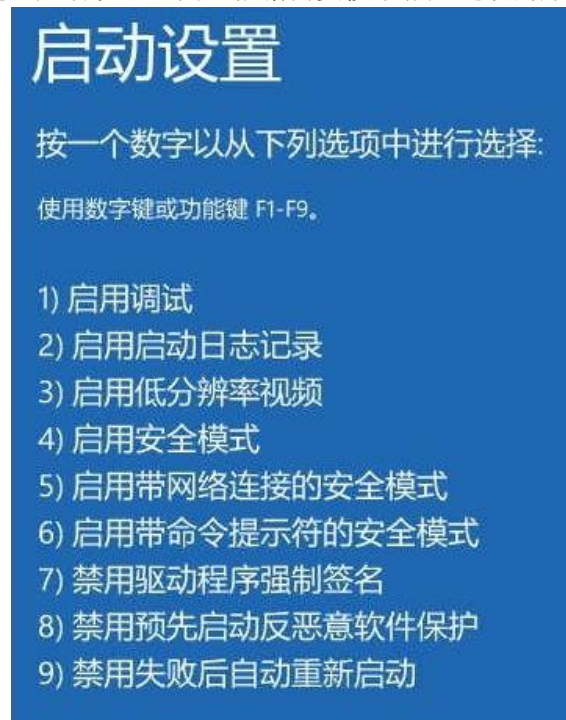 启动设置
按一个数字以从下列选项中进行选择:
使用数字键或功能键 F1-F9。
1) 启用调试
2) 启用启动日志记录
3) 启用低分辨率视频
4) 启用安全模式
5) 启用带网络连接的安全模式
6) 启用带命令提示符的安全模式
7) 禁用驱动程序强制签名
8) 禁用预先启动反恶意软件保护
9) 禁用失败后自动重新启动